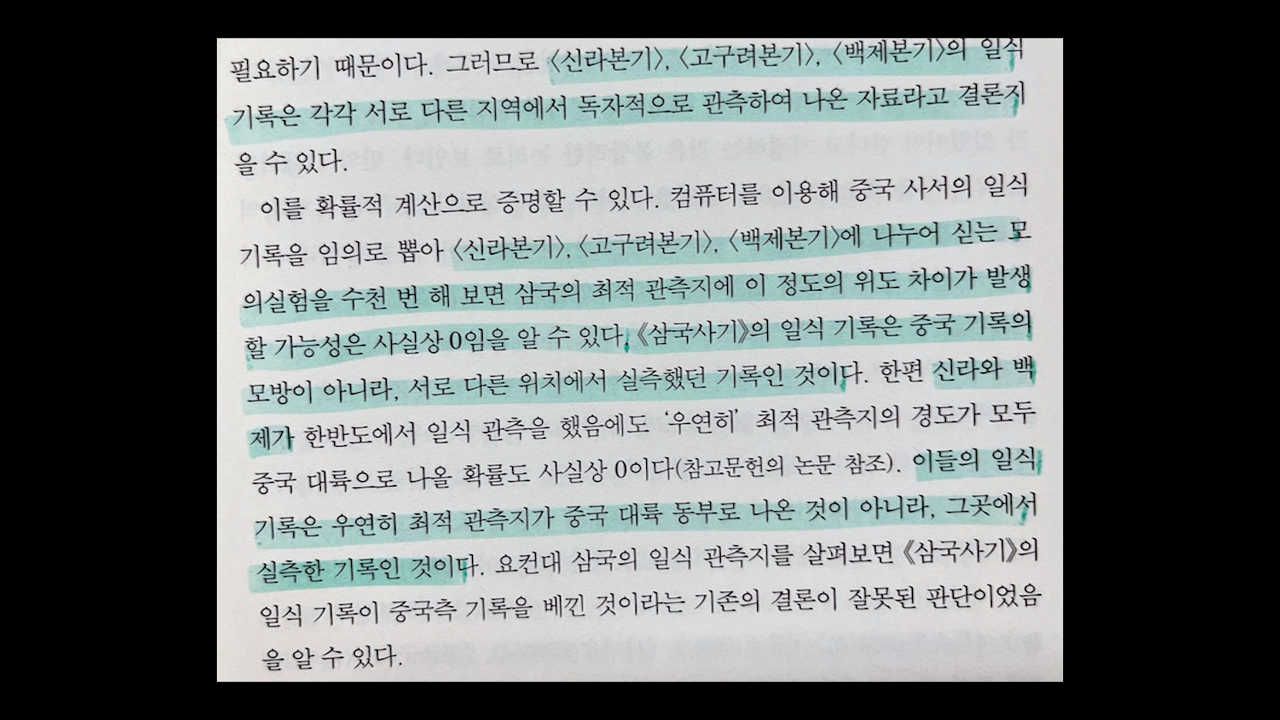 필요하기 때문이다. 그러므로 〈신라본기〉, 〈고구려본기〉, 〈백제본기〉의 일식
기록은 각각 서로 다른 지역에서 독자적으로 관측하여 나온 자료라고 결론지
을 수 있다.
이를 확률적 계산으로 증명할 수 있다. 컴퓨터를 이용해 중국 사서의 일식
기록을 임의로 뽑아 〈신라본기〉, 〈고구려본기〉, 〈백제본기〉에 나누어 싣는 모
의실험을 수천 번 해 보면 삼국의 최적 관측지에 이 정도의 위도 차이가 발생
할 가능성은 사실상 0임을 알 수 있다. 《삼국사기》의 일식 기록은 중국 기록의
모방이 아니라, 서로 다른 위치에서 실측했던 기록인 것이다. 한편 신라와 백
제가 한반도에서 일식 관측을 했음에도 ‘우연히’ 최적 관측지의 경도가 모두
중국 대륙으로 나올 확률도 사실상 0이다(참고문헌의 논문 참조). 이들의 일식
기록은 우연히 최적 관측지가 중국 대륙 동부로 나온 것이 아니라, 그곳에서
실측한 기록인 것이다. 요컨대 삼국의 일식 관측지를 살펴보면 《삼국사기》의
일식 기록이 중국측 기록을 베낀 것이라는 기존의 결론이 잘못된 판단이었음
을 알 수 있다.